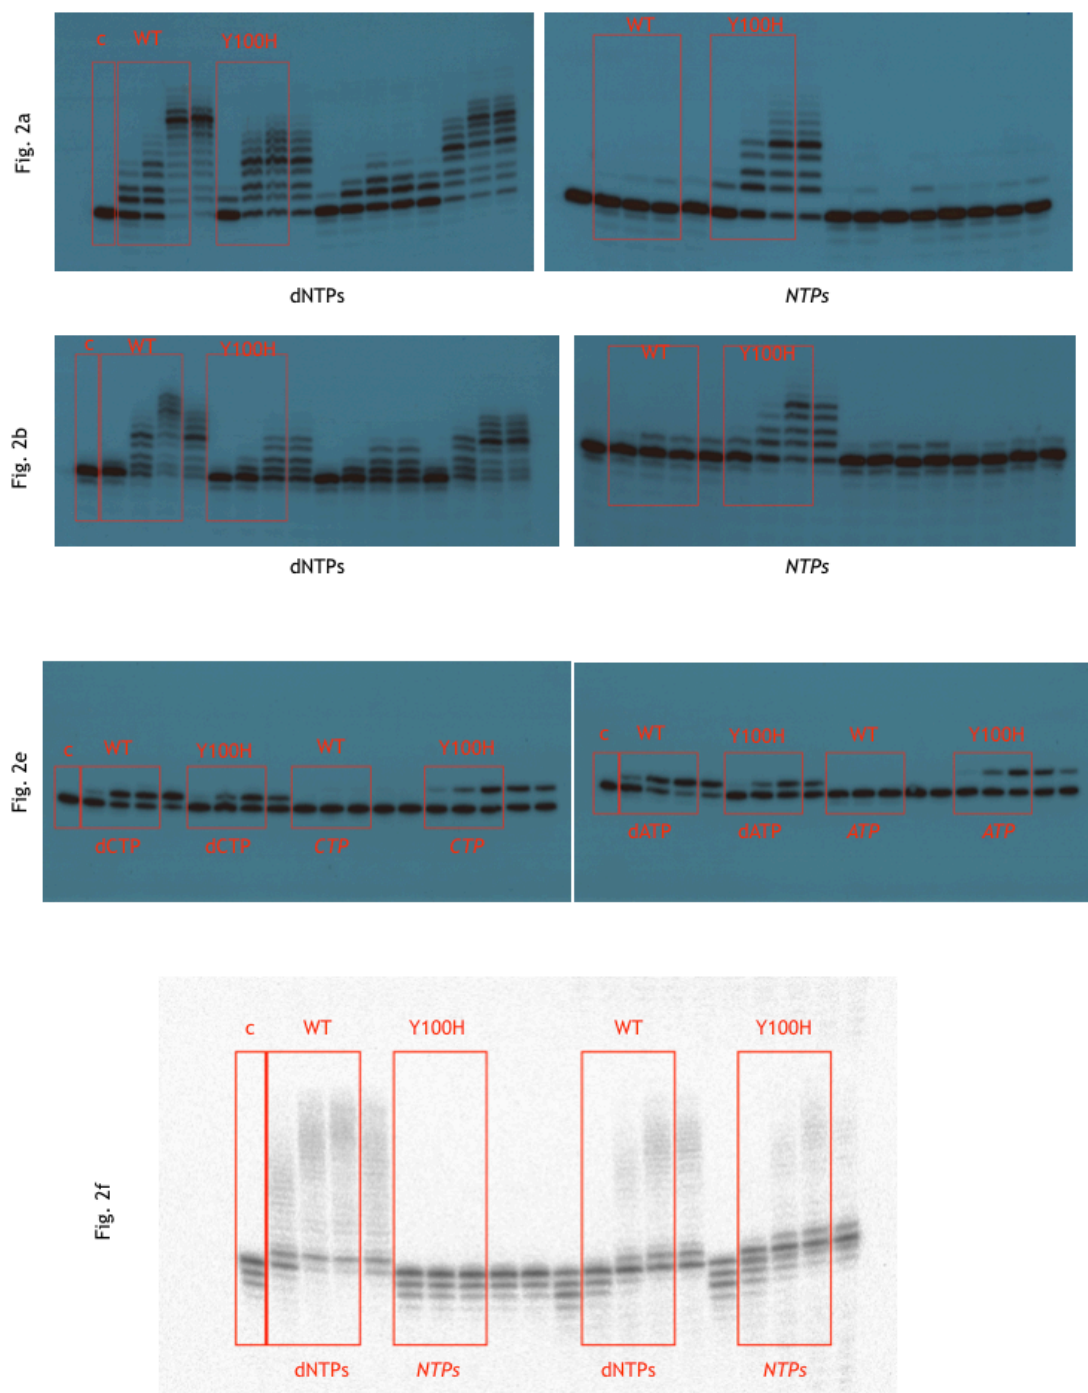 Fig. 2a
c WT Y100H
WT Y100H
dNTPs
NTPs
Fig. 2b
c WT Y100H
WT Y100H
dNTPs
NTPs
Fig. 2e
c WT Y100H WT Y100H
dCTP dCTP CTP CTP
c WT Y100H WT Y100H
dATP dATP ATP ATP
Fig. 2f
c WT Y100H WT Y100H
dNTPs NTPs dNTPs NTPs